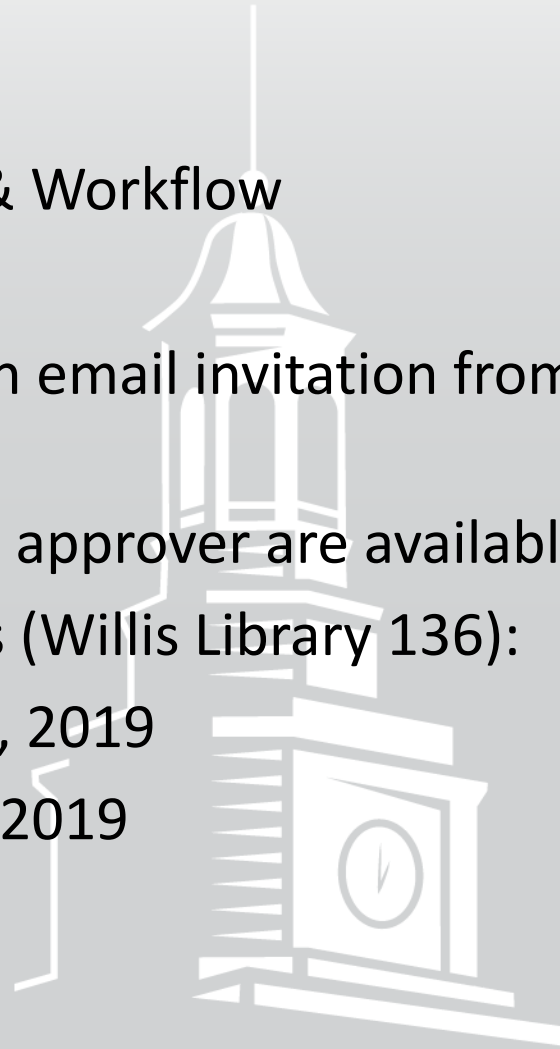 & Workflow
n email invitation from
approver are availabl
s (Willis Library 136):
, 2019
2019